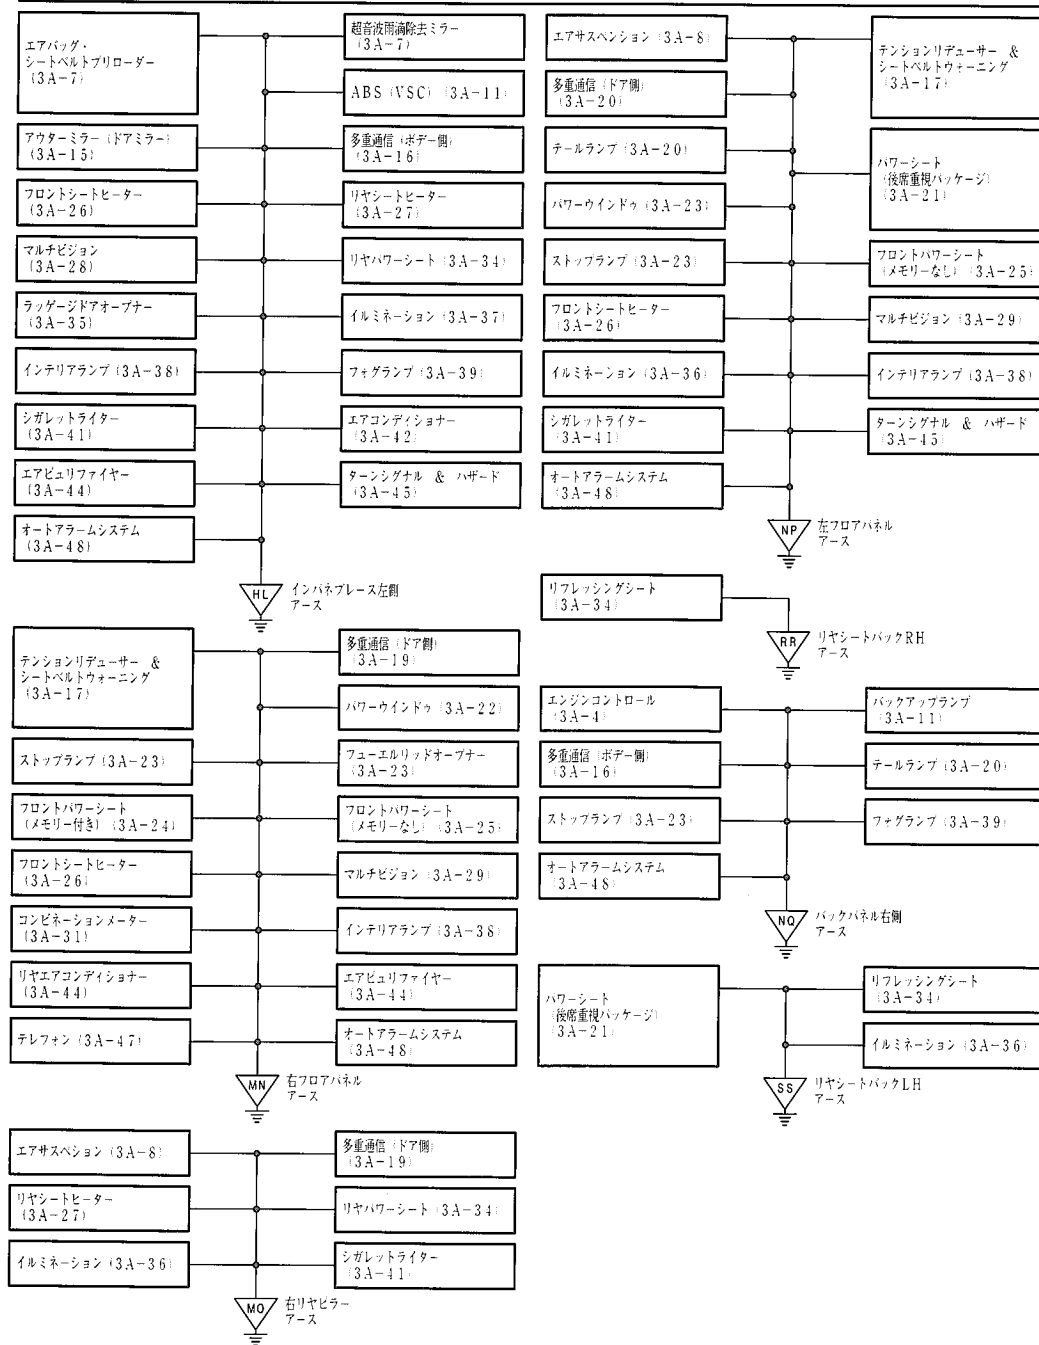 エアバッグ・
シートベルトプリローダー
(3A-7)
超音波雨滴除去ミラー
(3A-7)
ABS (VSC) (3A-11)
アウターミラー (ドアミラー)
(3A-15)
多重通信 (ボデー側)
(3A-16)
フロントシートヒーター
(3A-26)
リヤシートヒーター
(3A-27)
マルチビジョン
(3A-28)
リヤパワーシート (3A-34)
ラッゲージドアオープナー
(3A-35)
イルミネーション (3A-37)
インテリアランプ (3A-38)
フォグランプ (3A-39)
シガレットライター
(3A-41)
エアコンディショナー
(3A-42)
エアピュリファイヤー
(3A-44)
ターンシグナル & ハザード
(3A-45)
オートアラームシステム
(3A-48)
HL
インパネブレース左側
アース
エアサスペンション (3A-8)
テンションリデューサー &
シートベルトウォーニング
(3A-17)
多重通信 (ドア側)
(3A-20)
テールランプ (3A-20)
パワーシート
(後席重視パッケージ)
(3A-21)
パワーウインドゥ (3A-23)
ストップランプ (3A-23)
フロントパワーシート
(メモリーなし) (3A-25)
フロントシートヒーター
(3A-26)
マルチビジョン (3A-29)
イルミネーション (3A-36)
インテリアランプ (3A-38)
シガレットライター
(3A-41)
ターンシグナル & ハザード
(3A-45)
オートアラームシステム
(3A-48)
NP
左フロアパネル
アース
リフレッシングシート
(3A-34)
RR
リヤシートバックRH
アース
テンションリデューサー &
シートベルトウォーニング
(3A-17)
多重通信 (ドア側)
(3A-19)
パワーウインドゥ (3A-22)
ストップランプ (3A-23)
フューエルリッドオープナー
(3A-23)
フロントパワーシート
(メモリー付き) (3A-24)
フロントパワーシート
(メモリーなし) (3A-25)
フロントシートヒーター
(3A-26)
マルチビジョン (3A-29)
コンビネーションメーター
(3A-31)
インテリアランプ (3A-38)
リヤエアコンディショナー
(3A-44)
エアピュリファイヤー
(3A-44)
テレフォン (3A-47)
オートアラームシステム
(3A-48)
MN
右フロアパネル
アース
エンジンコントロール
(3A-4)
バックアップランプ
(3A-11)
多重通信 (ボデー側)
(3A-16)
テールランプ (3A-20)
ストップランプ (3A-23)
フォグランプ (3A-39)
オートアラームシステム
(3A-48)
NQ
バックパネル右側
アース
パワーシート
(後席重視パッケージ)
(3A-21)
リフレッシングシート
(3A-34)
イルミネーション (3A-36)
SS
リヤシートバックLH
アース
エアサスペション (3A-8)
多重通信 (ドア側)
(3A-19)
リヤシートヒーター
(3A-27)
リヤパワーシート (3A-34)
イルミネーション (3A-36)
シガレットライター
(3A-41)
MO
右リヤピラー
アース